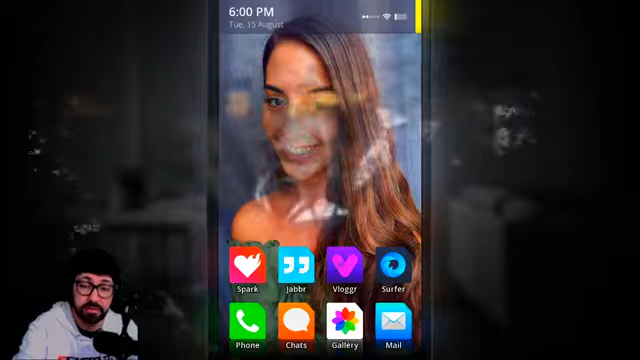 6:00 PM
Tue, 15 August
Spark
Jabbr
Vloggr
Surfer
Phone
Chats
Gallery
Mail